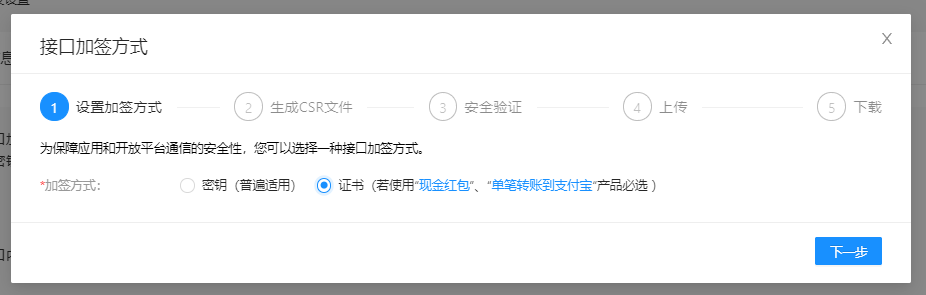 接口加签方式
X
1 设置加签方式
2 生成CSR文件
3 安全验证
4 上传
5 下载
为保障应用和开放平台通信的安全性，您可以选择一种接口加签方式。
*加签方式： 密钥（普遍适用） 证书（若使用“现金红包”、“单笔转账到支付宝”产品必选 ）
下一步